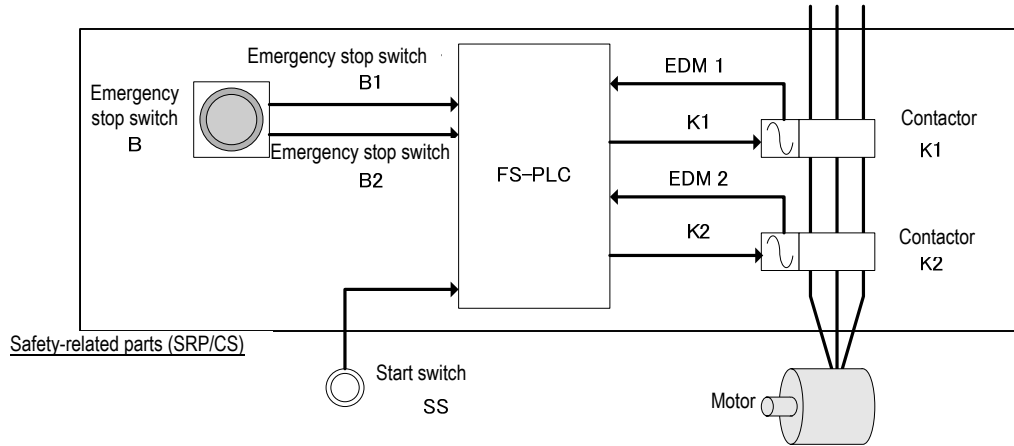 Emergency stop switch
B1
Emergency
stop switch
B
Emergency stop switch
B2
FS-PLC
EDM 1
K1
EDM 2
K2
Contactor
K1
Contactor
K2
Safety-related parts (SRP/CS)
Start switch
SS
Motor